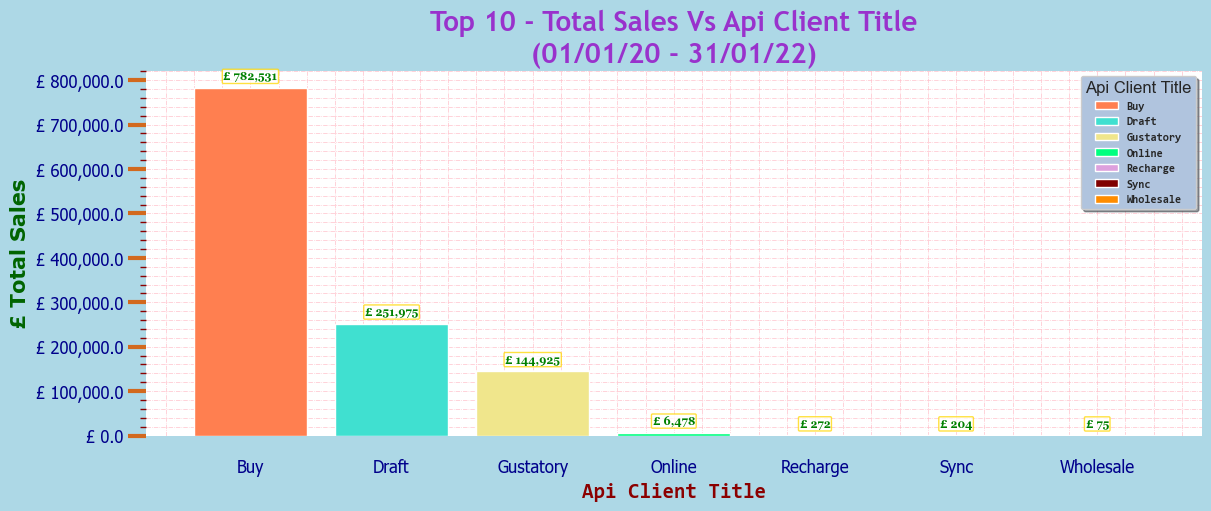 Top 10 - Total Sales Vs Api Client Title
(01/01/20 - 31/01/22)
£ Total Sales
£ 800,000.0
£ 700,000.0
£ 600,000.0
£ 500,000.0
£ 400,000.0
£ 300,000.0
£ 200,000.0
£ 100,000.0
£ 0.0
£ 782,531
£ 251,975
£ 144,925
£ 6,478
£ 272
£ 204
£ 75
Api Client Title
Buy
Draft
Gustatory
Online
Recharge
Sync
Wholesale
Buy
Draft
Gustatory
Online
Recharge
Sync
Wholesale
Api Client Title